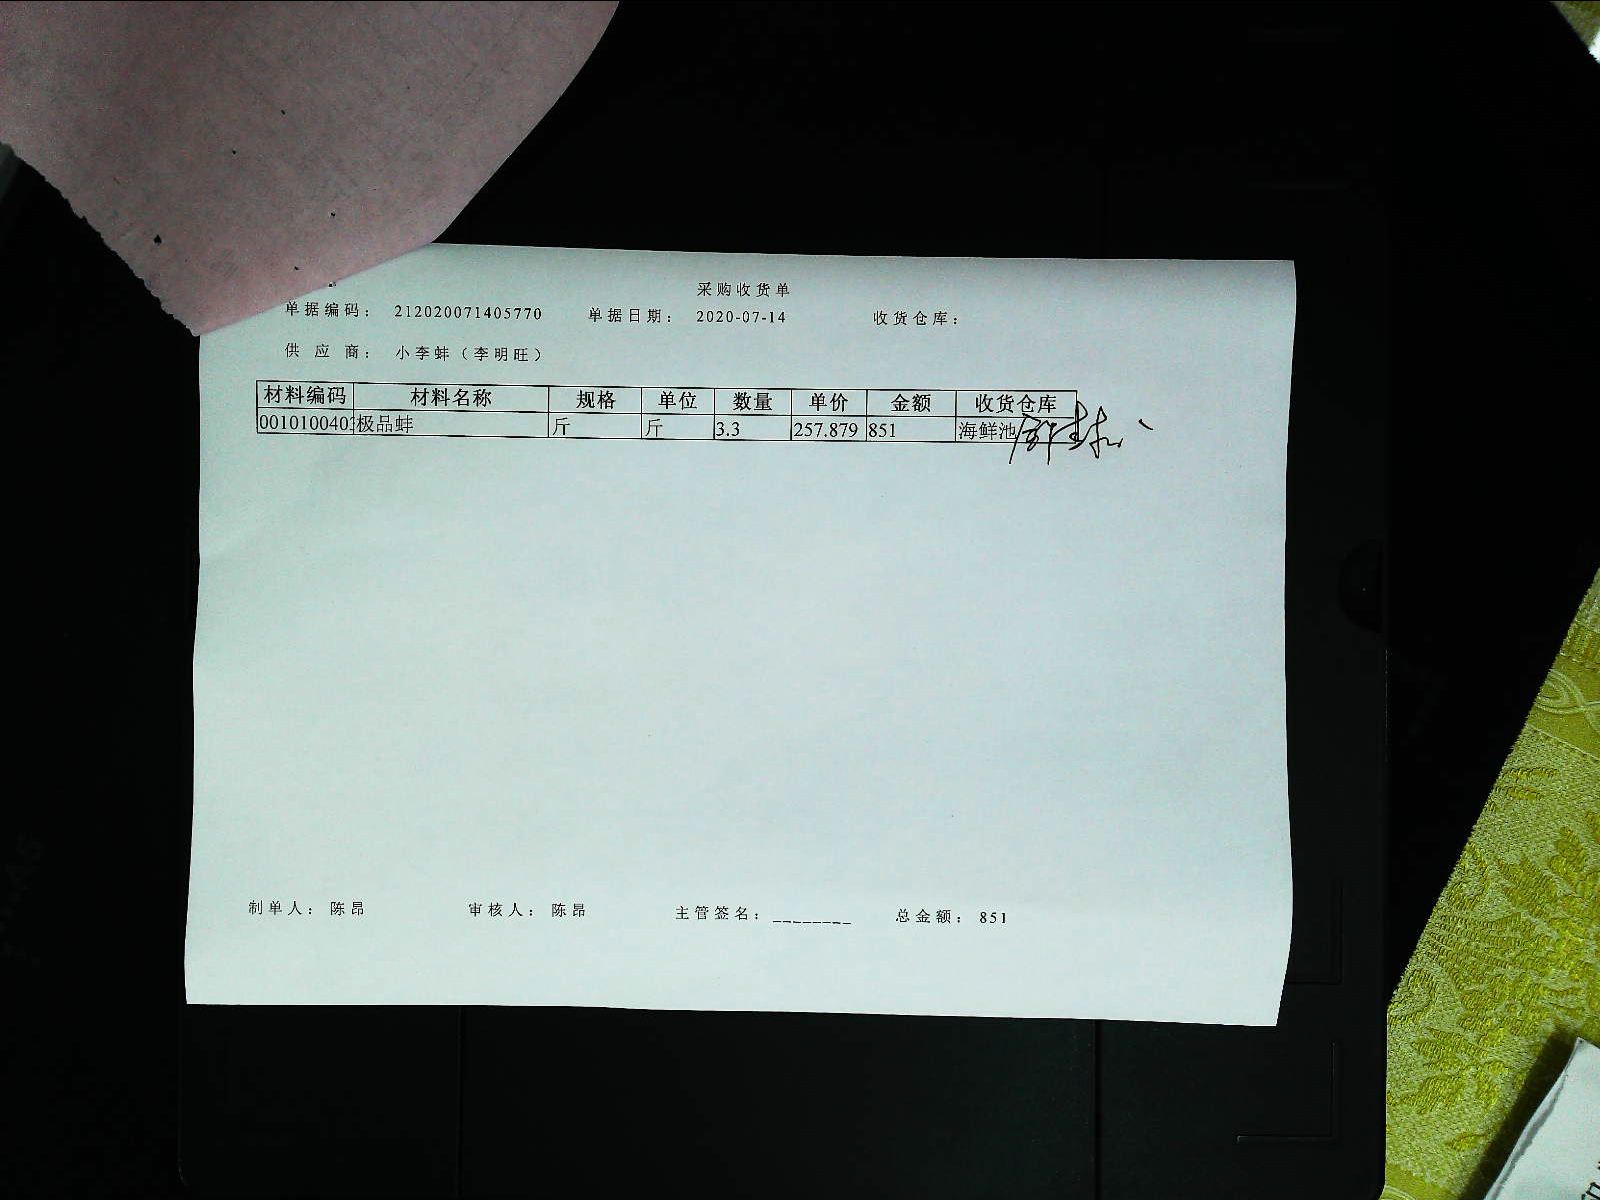 采购收货单
单据编码: 212020071405770 单据日期: 2020-07-14 收货仓库:
供应商: 小李蚌(李明旺)
材料编码 材料名称 规格 单位 数量 单价 金额 收货仓库
001010040 极品蚌 斤 斤 3.3 257.879 851 海鲜池
制单人: 陈昂 审核人: 陈昂 主管签名: ________ 总金额: 851